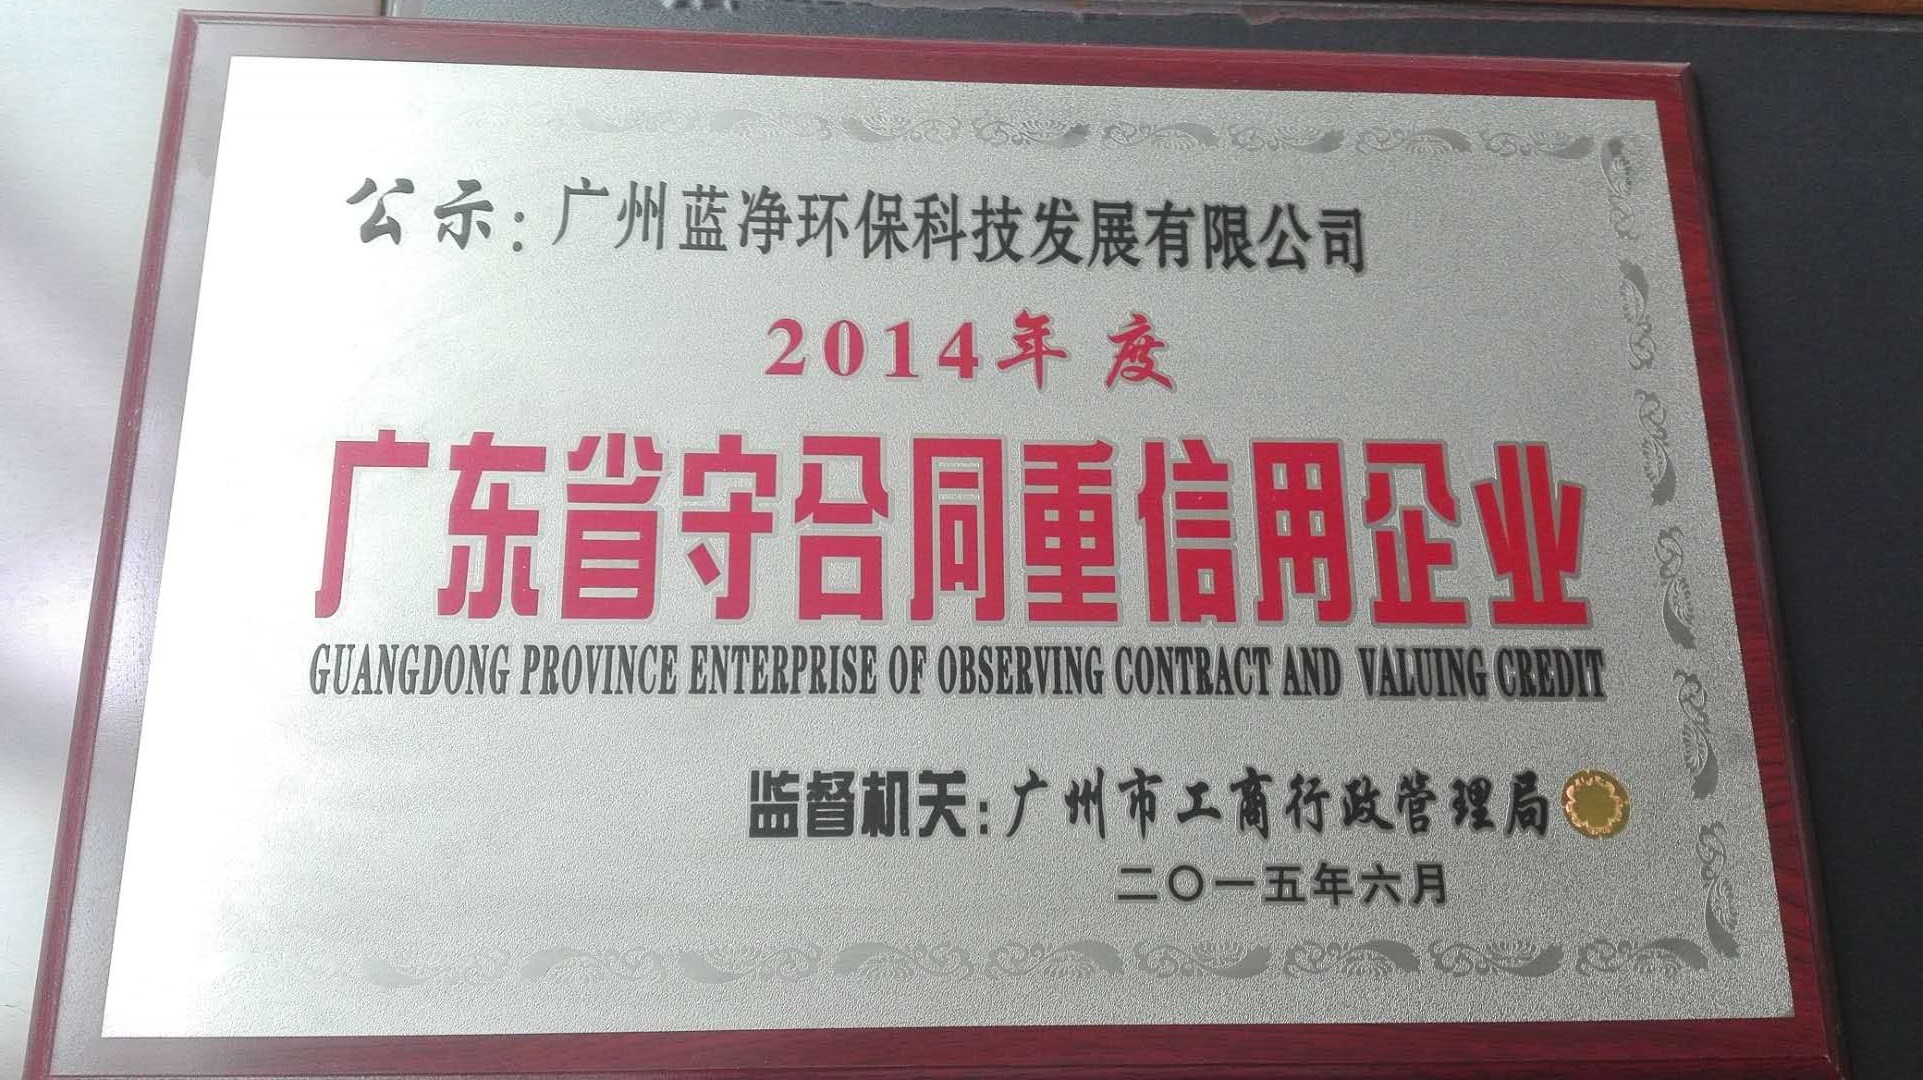 公示：广州蓝净环保科技发展有限公司
2014年度
广东省守合同重信用企业
GUANGDONG PROVINCE ENTERPRISE OF OBSERVING CONTRACT AND VALUING CREDIT
监督机关：广州市工商行政管理局
二〇一五年六月